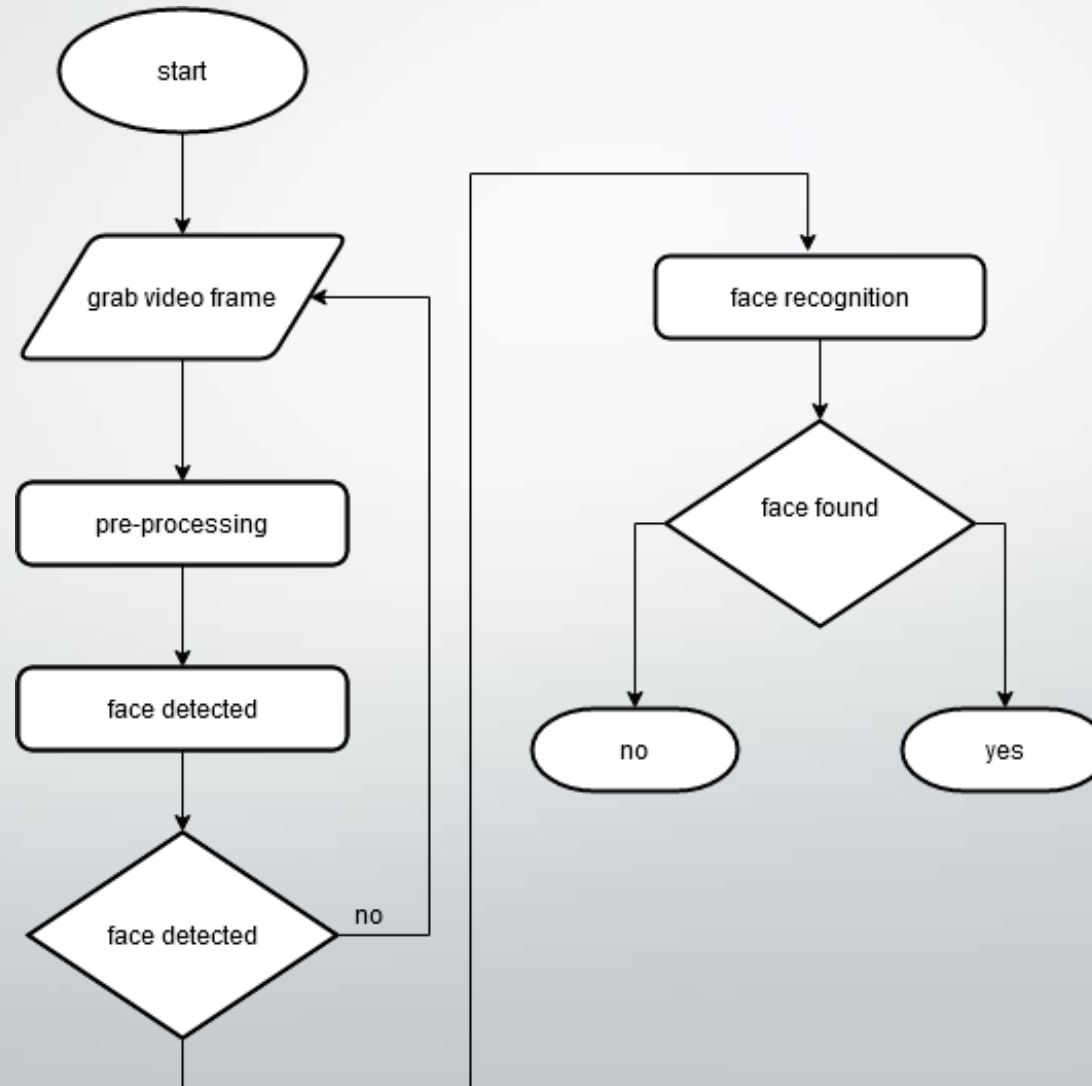 start
grab video frame
pre-processing
face detected
face detected
no
face recognition
face found
no
yes